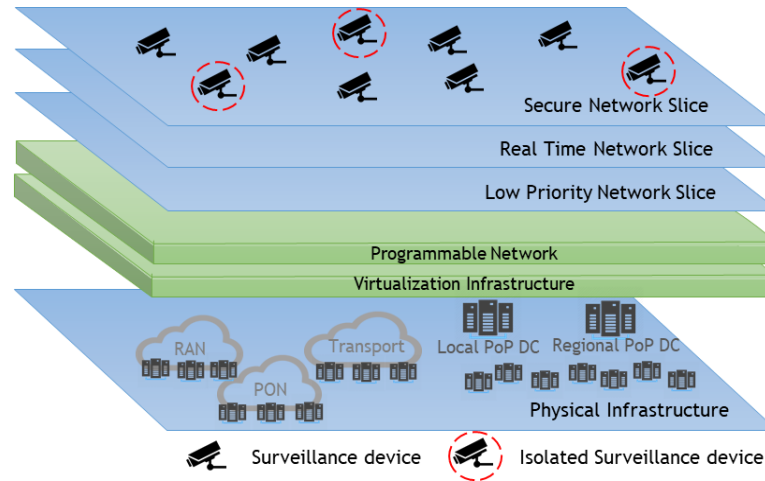 Secure Network Slice
Real Time Network Slice
Low Priority Network Slice
Programmable Network
Virtualization Infrastructure
RAN
Transport
Local PoP DC
Regional PoP DC
PON
Physical Infrastructure
Surveillance device
Isolated Surveillance device